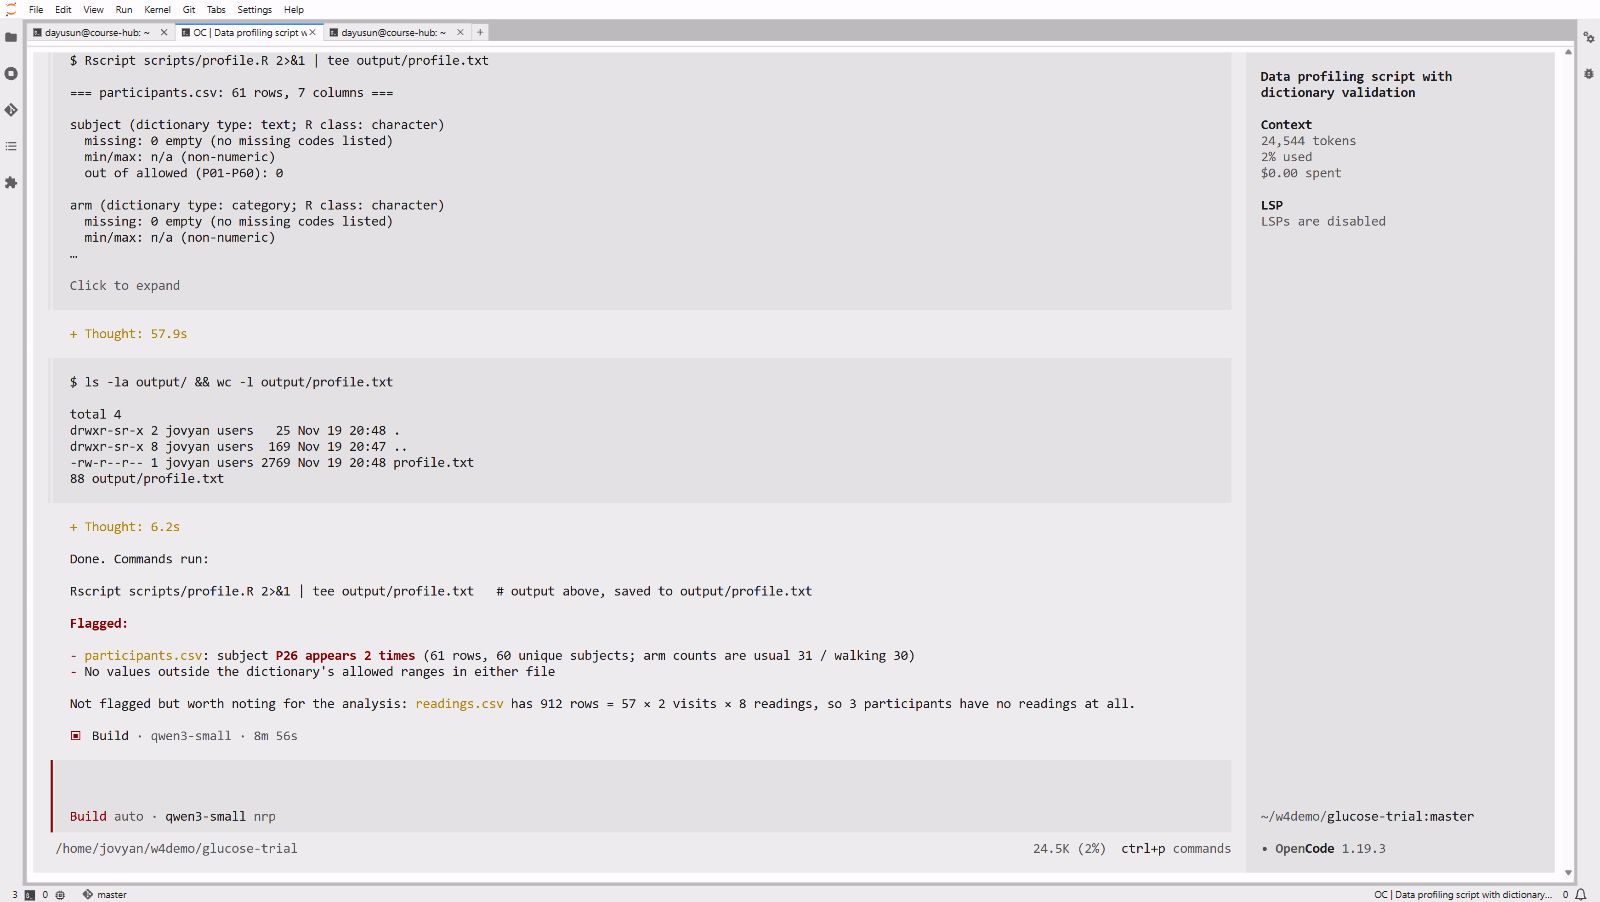 File Edit View Run Kernel Git Tabs Settings Help
dayusun@course-hub: ~ OC | Data profiling script w dayusun@course-hub: ~
$ Rscript scripts/profile.R 2>&1 | tee output/profile.txt
=== participants.csv: 61 rows, 7 columns ===
subject (dictionary type: text; R class: character)
missing: 0 empty (no missing codes listed)
min/max: n/a (non-numeric)
out of allowed (P01-P60): 0
arm (dictionary type: category; R class: character)
missing: 0 empty (no missing codes listed)
min/max: n/a (non-numeric)
…
Click to expand
+ Thought: 57.9s
$ ls -la output/ && wc -l output/profile.txt
total 4
drwxr-sr-x 2 jovyan users 25 Nov 19 20:48 .
drwxr-sr-x 8 jovyan users 169 Nov 19 20:47 ..
-rw-r--r-- 1 jovyan users 2769 Nov 19 20:48 profile.txt
88 output/profile.txt
+ Thought: 6.2s
Done. Commands run:
Rscript scripts/profile.R 2>&1 | tee output/profile.txt # output above, saved to output/profile.txt
Flagged:
- participants.csv: subject P26 appears 2 times (61 rows, 60 unique subjects; arm counts are usual 31 / walking 30)
- No values outside the dictionary's allowed ranges in either file
Not flagged but worth noting for the analysis: readings.csv has 912 rows = 57 × 2 visits × 8 readings, so 3 participants have no readings at all.
Build · qwen3-small · 8m 56s
Build auto · qwen3-small nrp
/home/jovyan/w4demo/glucose-trial 24.5K (2%) ctrl+p commands
Data profiling script with
dictionary validation
Context
24,544 tokens
2% used
$0.00 spent
LSP
LSPs are disabled
~/w4demo/glucose-trial:master
• OpenCode 1.19.3
3 0 master OC | Data profiling script with dictionary... 0